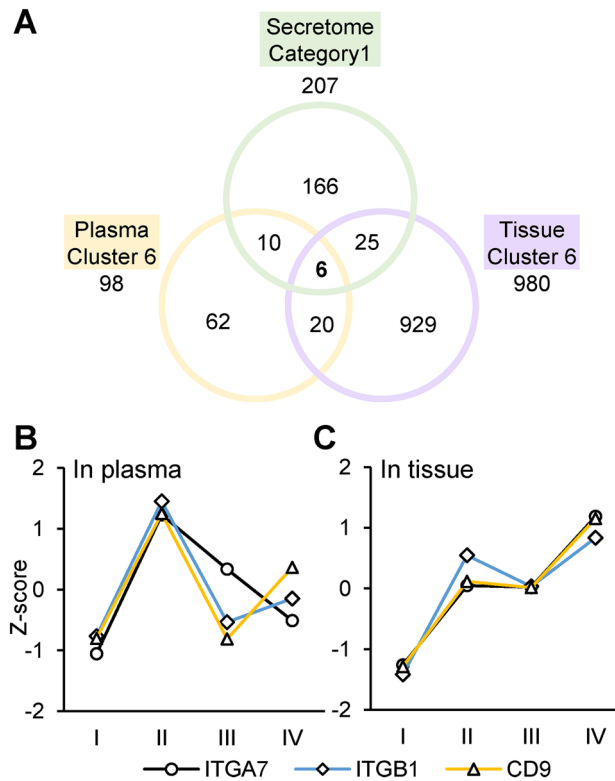 A
Secretome
Category1
207
166
Plasma
Cluster 6
98
10
25
6
Tissue
Cluster 6
980
62
20
929
B
C
In plasma
In tissue
Z-score
2
1
0
-1
-2
I
II
III
IV
2
1
0
-1
-2
I
II
III
IV
ITGA7
ITGB1
CD9